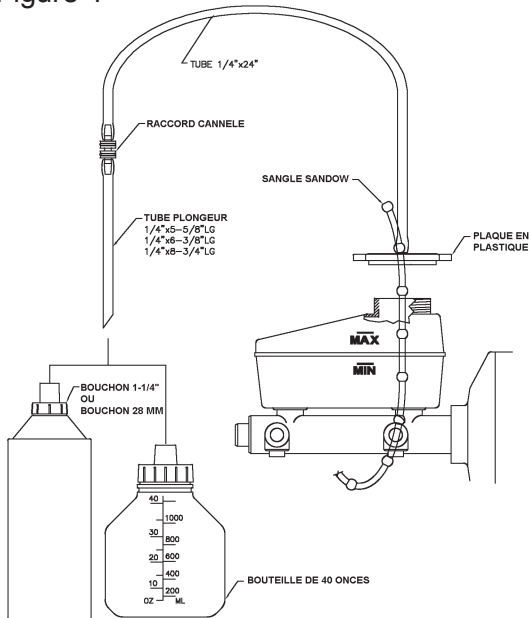 TUBE 1/4"x24"
RACCORD CANNELE
SANGLE SANDOW
TUBE PLONGEUR
1/4"x5-5/8"LG
1/4"x6-3/8"LG
1/4"x8-3/4"LG
PLAQUE EN
PLASTIQUE
MAX
MIN
BOUCHON 1-1/4"
OU
BOUCHON 28 MM
40
1000
30
800
20
600
400
10
200
OZ
ML
BOUTEILLE DE 40 ONCES